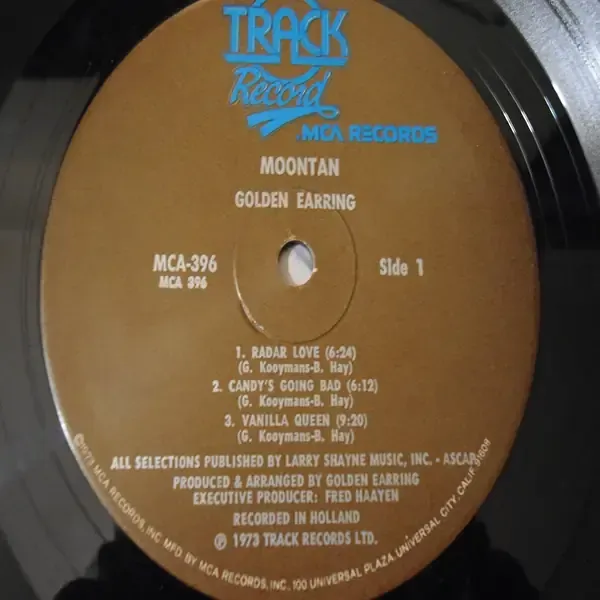 TRACK
Record
MCA RECORDS
MOONTAN
GOLDEN EARRING
MCA-396
MCA 396
Side 1
1. RADAR LOVE (6:24)
(G. Kooymans-B. Hay)
2. CANDY'S GOING BAD (6:12)
(G. Kooymans-B. Hay)
3. VANILLA QUEEN (9:20)
(G. Kooymans-B. Hay)
ALL SELECTIONS PUBLISHED BY LARRY SHAYNE MUSIC, INC. - ASCAP
PRODUCED & ARRANGED BY GOLDEN EARRING
EXECUTIVE PRODUCER: FRED HAAYEN
RECORDED IN HOLLAND
℗ 1973 TRACK RECORDS LTD.
©1973 MCA RECORDS, INC. MFD BY MCA RECORDS, INC. 100 UNIVERSAL PLAZA, UNIVERSAL CITY, CALIF. 91608